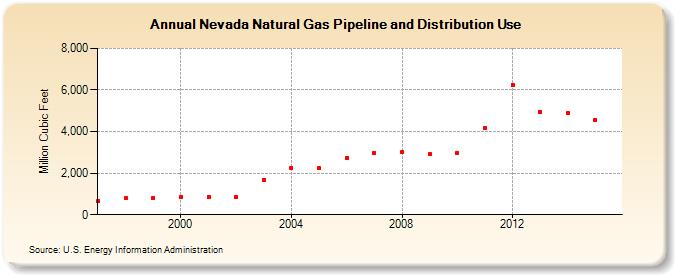 Annual Nevada Natural Gas Pipeline and Distribution Use
Million Cubic Feet
8,000
6,000
4,000
2,000
0
2000 2004 2008 2012
Source: U.S. Energy Information Administration